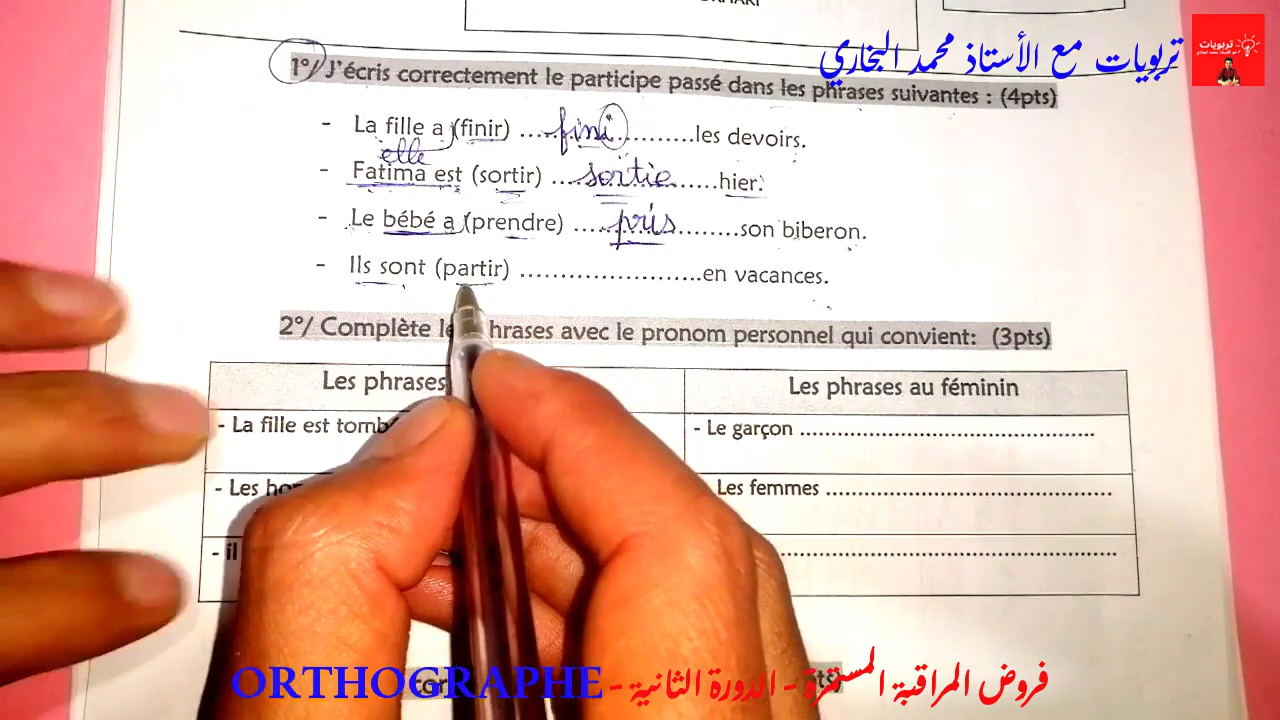 تربويات مع الأستاذ محمد البخاري
تربويات
1°/ J'écris correctement le participe passé dans les phrases suivantes : (4pts)
- La fille a (finir) .....fini............les devoirs.
elle
- Fatima est (sortir) ....sortie.......hier.
- Le bébé a (prendre) .....pris.........son biberon.
- Ils sont (partir) ..........................en vacances.
2°/ Complète le hrases avec le pronom personnel qui convient: (3pts)
Les phrases
Les phrases au féminin
- La fille est tomb
- Le garçon ..............................................
- Les
Les femmes .............................................
- il
ORTHOGRAPHE - فروض المراقبة المستمرة - الدورة الثانية